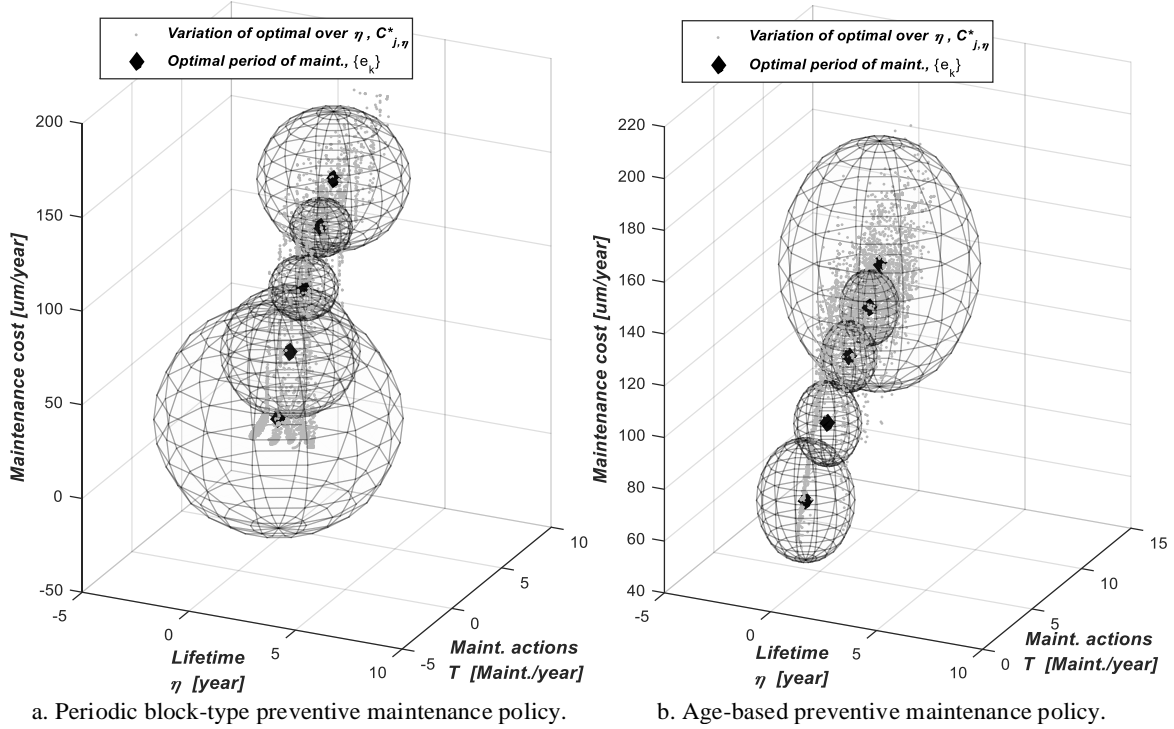 Variation of optimal over η , C*j,η
Optimal period of maint., {ek}
200
150
100
50
0
-50
Maintenance cost [um/year]
-5
0
5
10
Lifetime
η [year]
-5
0
5
10
Maint. actions
T [Maint./year]
a. Periodic block-type preventive maintenance policy.
Variation of optimal over η , C*j,η
Optimal period of maint., {ek}
220
200
180
160
140
120
100
80
60
40
Maintenance cost [um/year]
-5
0
5
10
Lifetime
η [year]
0
5
10
15
Maint. actions
T [Maint./year]
b. Age-based preventive maintenance policy.